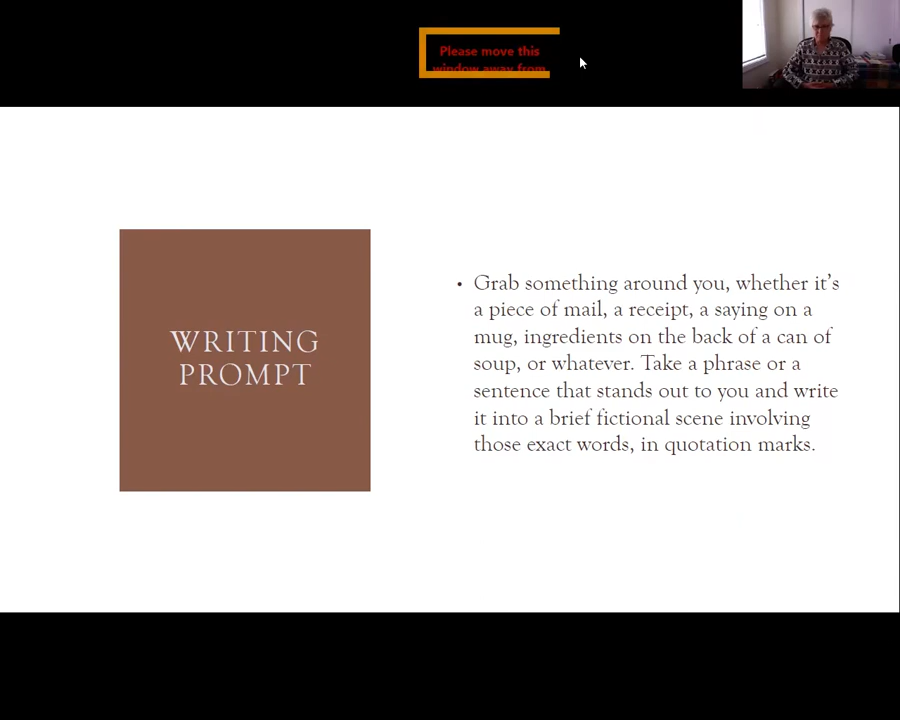 Please move this
window away from
WRITING
PROMPT
• Grab something around you, whether it's
a piece of mail, a receipt, a saying on a
mug, ingredients on the back of a can of
soup, or whatever. Take a phrase or a
sentence that stands out to you and write
it into a brief fictional scene involving
those exact words, in quotation marks.